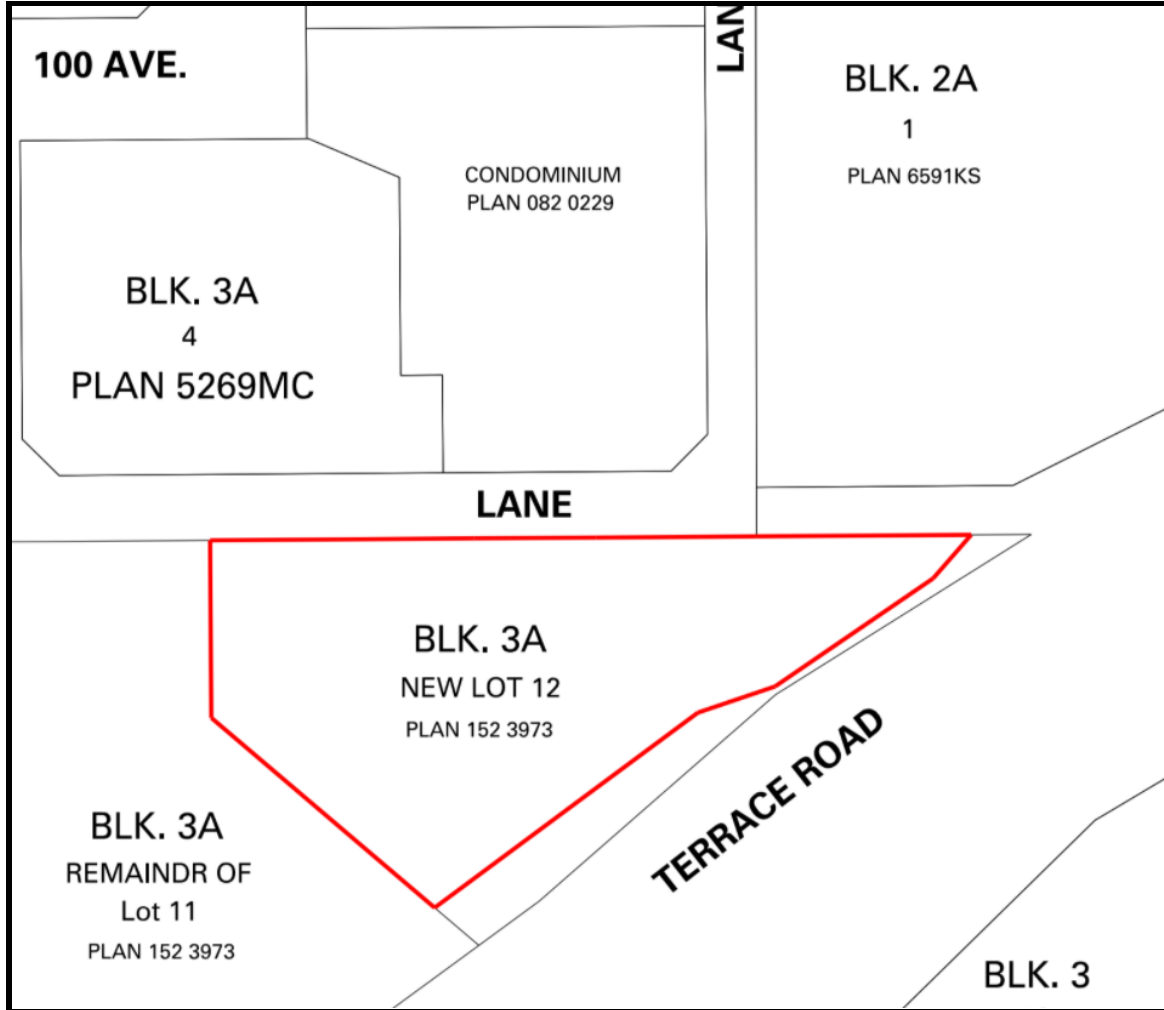 100 AVE.
LAN
BLK. 2A
1
PLAN 6591KS
CONDOMINIUM
PLAN 082 0229
BLK. 3A
4
PLAN 5269MC
LANE
BLK. 3A
NEW LOT 12
PLAN 152 3973
TERRACE ROAD
BLK. 3A
REMAINDR OF
Lot 11
PLAN 152 3973
BLK. 3